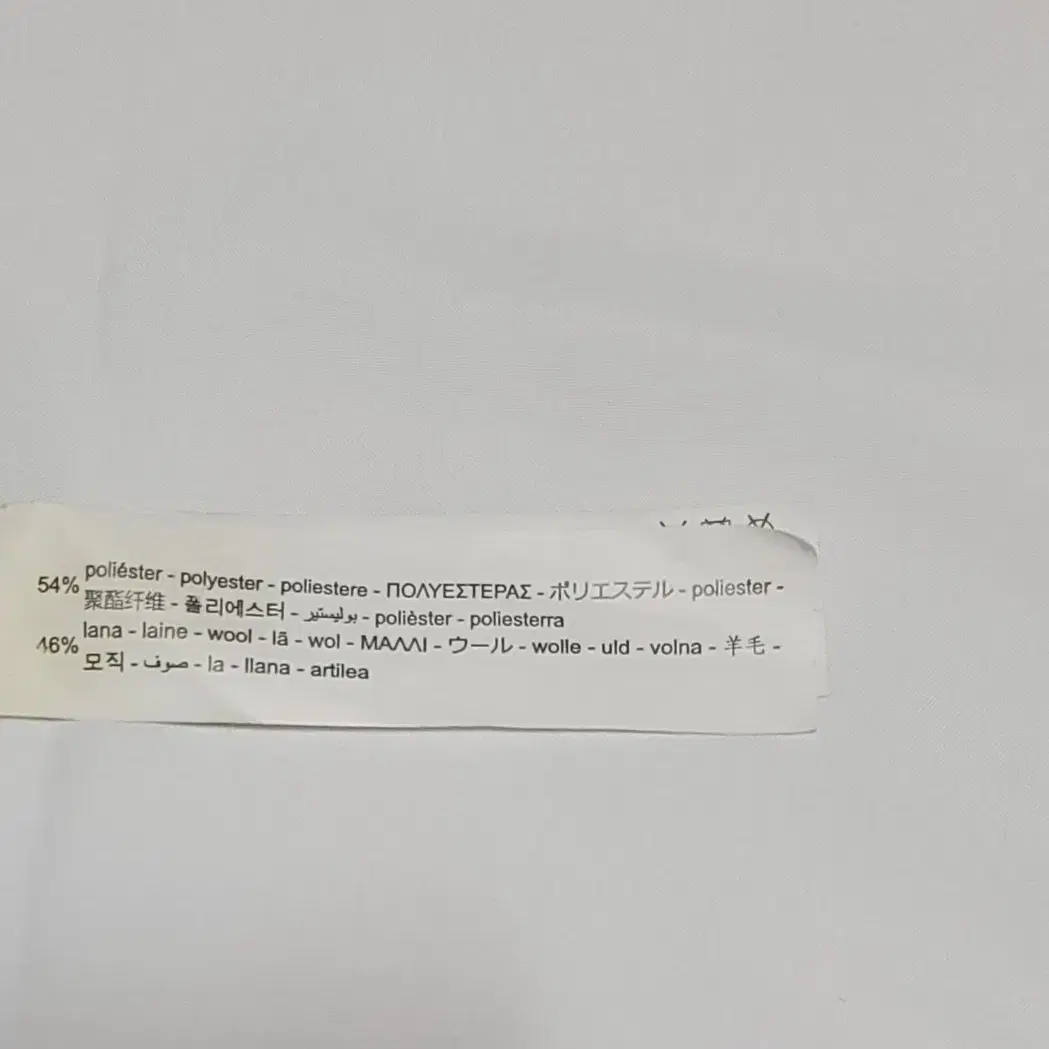 54% poliéster - polyester - poliestere - ΠΟΛΥΕΣΤΕΡΑΣ - ポリエステル - poliester -
聚酯纤维 - 폴리에스터 - بوليستير - polièster - poliesterra
46% lana - laine - wool - lã - wol - ΜΑΛΛΙ - ウール - wolle - uld - volna - 羊毛 -
모직 - صوف - la - llana - artilea